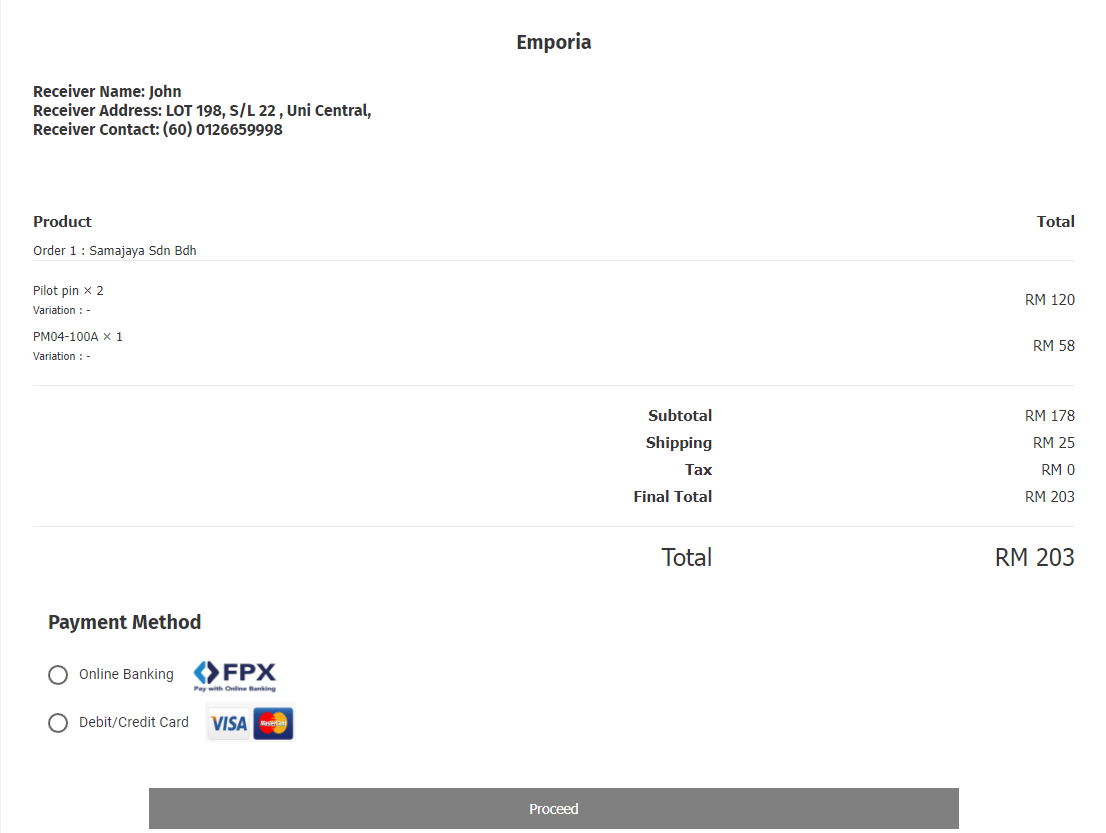 Emporia
Receiver Name: John
Receiver Address: LOT 198, S/L 22 , Uni Central,
Receiver Contact: (60) 0126659998
Product Total
Order 1 : Samajaya Sdn Bdh
Pilot pin × 2 RM 120
Variation : -
PM04-100A × 1 RM 58
Variation : -
Subtotal RM 178
Shipping RM 25
Tax RM 0
Final Total RM 203
Total RM 203
Payment Method
Online Banking FPX
Pay with Online Banking
Debit/Credit Card VISA MasterCard
Proceed